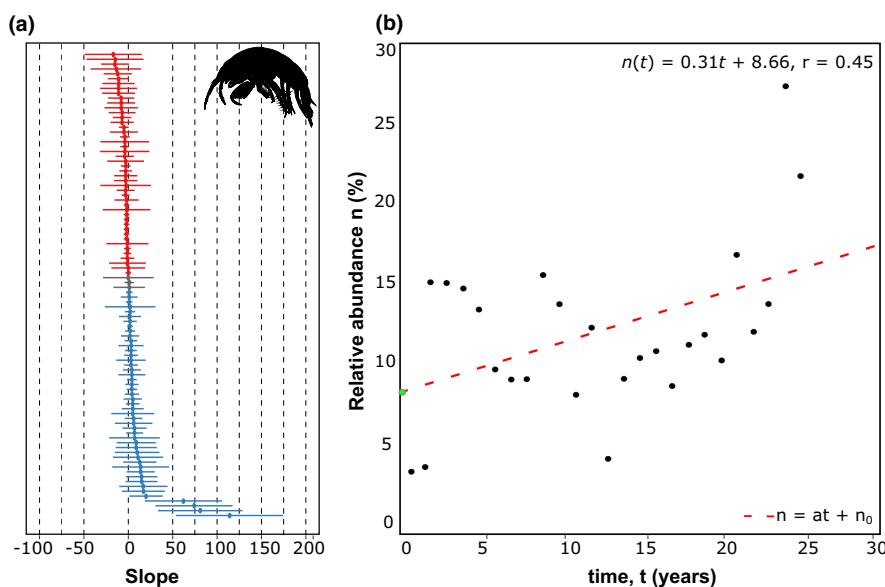 (a)
-100
0
50
100
150
200
Slope
(b)
n(t) = 0.31t + 8.66, r = 0.45
30
25
20
15
10
5
0
Relative abundance n (%)
n = at + n₀
0
5
10
15
20
25
30
time, t (years)